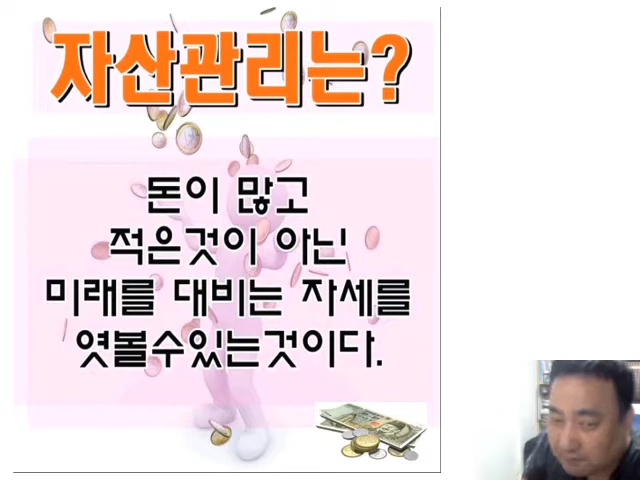 자산관리는?
돈이 많고
적은것이 아닌
미래를 대비는 자세를
엿볼수있는것이다.